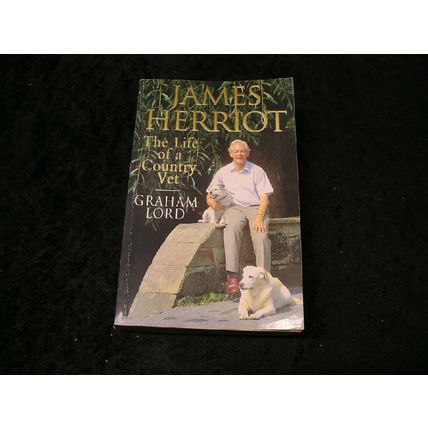 JAMES
HERRIOT
The Life
of a
Country
Vet
GRAHAM
LORD